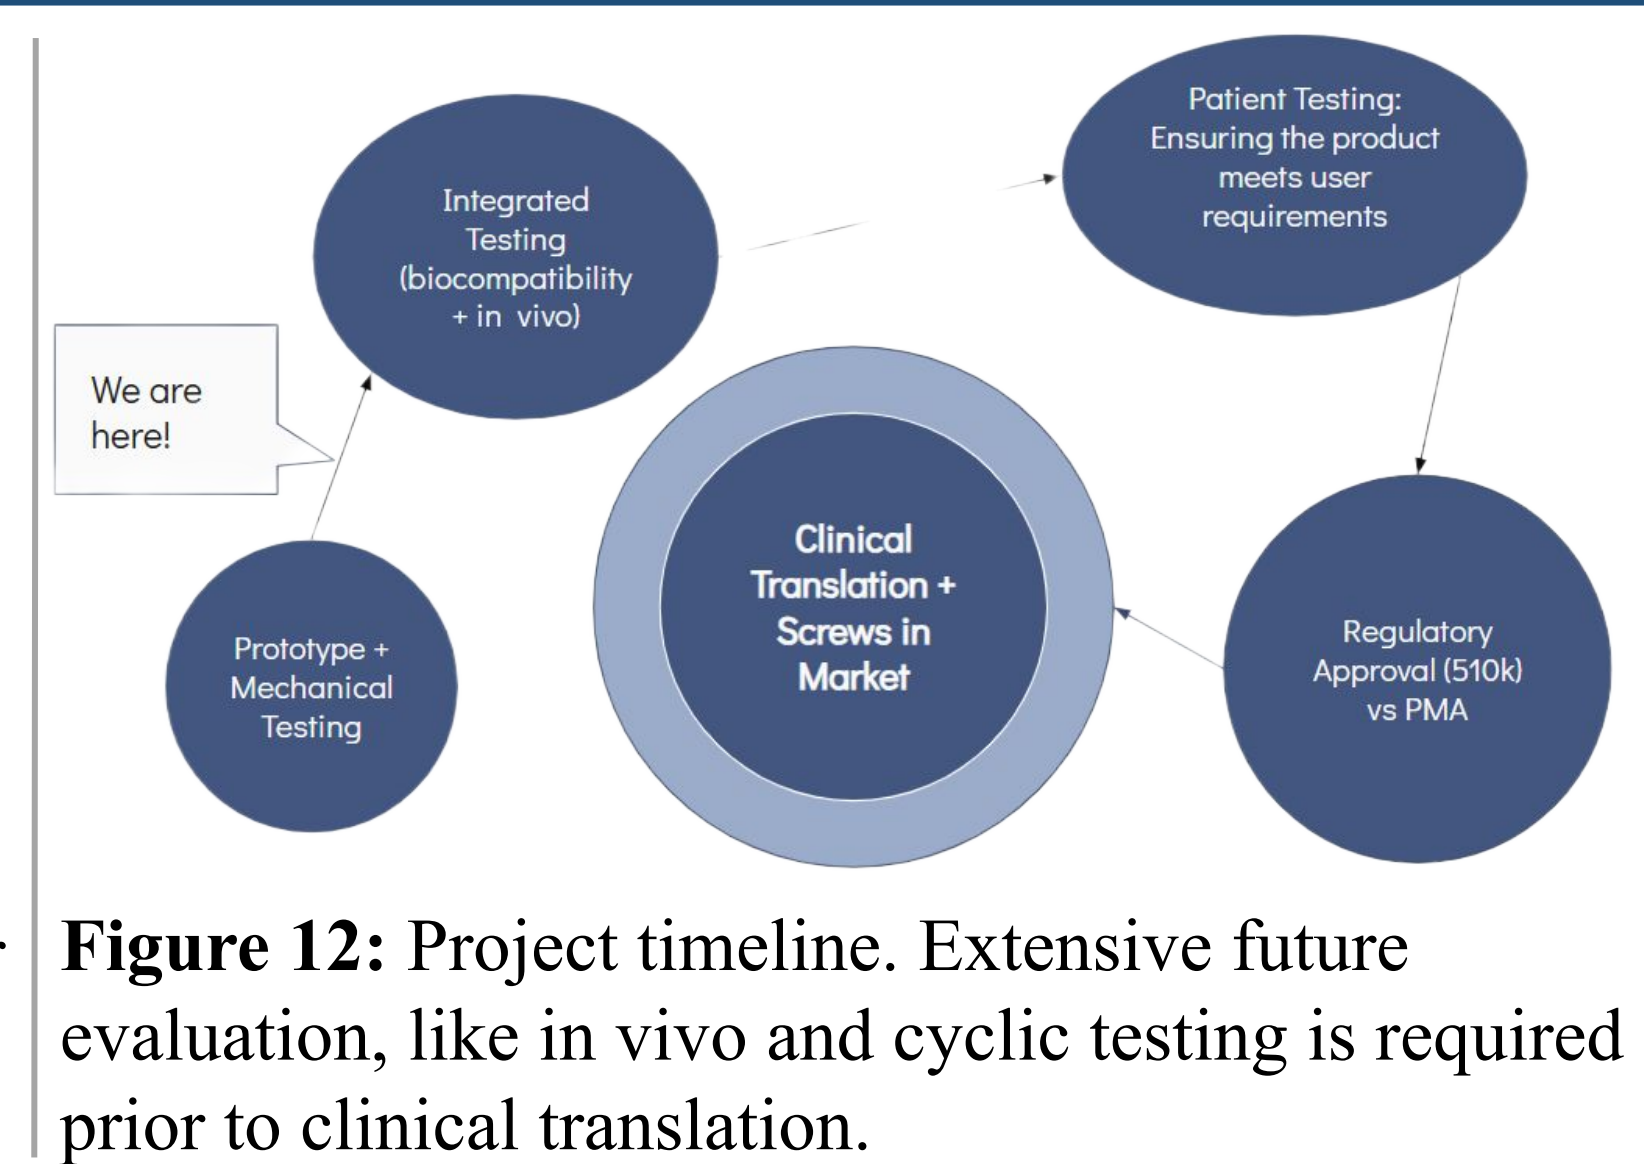 Patient Testing:
Ensuring the product
meets user
requirements
Integrated
Testing
(biocompatibility
+ in vivo)
We are
here!
Clinical
Translation +
Screws in
Market
Prototype +
Mechanical
Testing
Regulatory
Approval (510k)
vs PMA
Figure 12: Project timeline. Extensive future
evaluation, like in vivo and cyclic testing is required
prior to clinical translation.